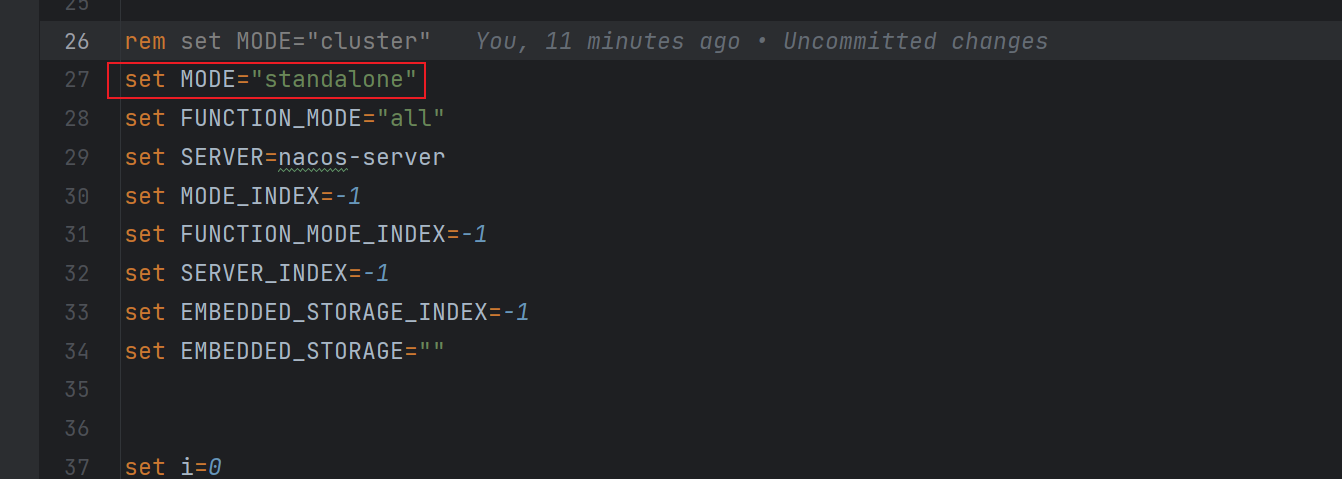 25
26 rem set MODE="cluster" You, 11 minutes ago • Uncommitted changes
27 set MODE="standalone"
28 set FUNCTION_MODE="all"
29 set SERVER=nacos-server
30 set MODE_INDEX=-1
31 set FUNCTION_MODE_INDEX=-1
32 set SERVER_INDEX=-1
33 set EMBEDDED_STORAGE_INDEX=-1
34 set EMBEDDED_STORAGE=""
35
36
37 set i=0